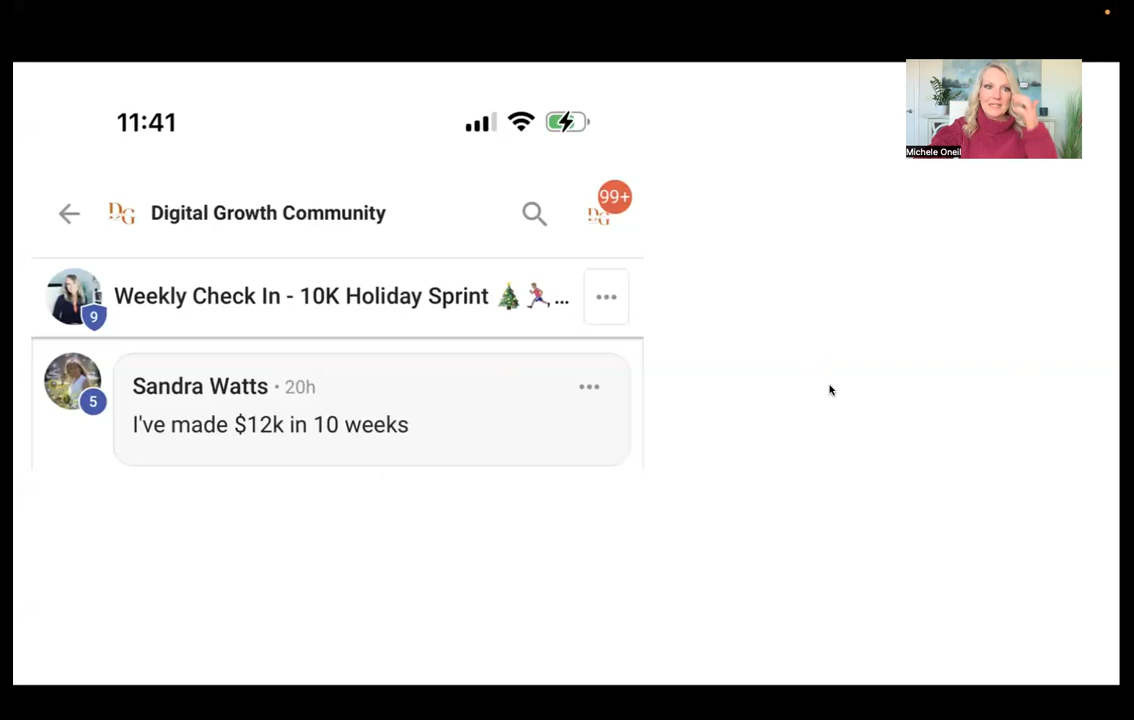 11:41
DG Digital Growth Community
99+
DG
Weekly Check In - 10K Holiday Sprint 🎄🏃...
9
Sandra Watts · 20h
5
I've made $12k in 10 weeks
Michele Oneil